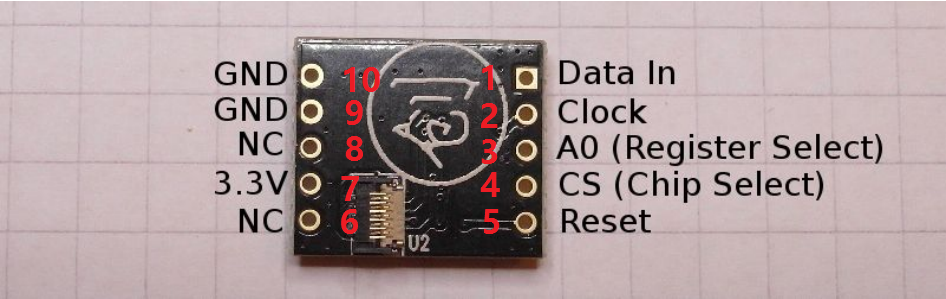 GND 10 1 Data In
GND 9 2 Clock
NC 8 3 A0 (Register Select)
3.3V 7 4 CS (Chip Select)
NC 6 5 Reset
U2